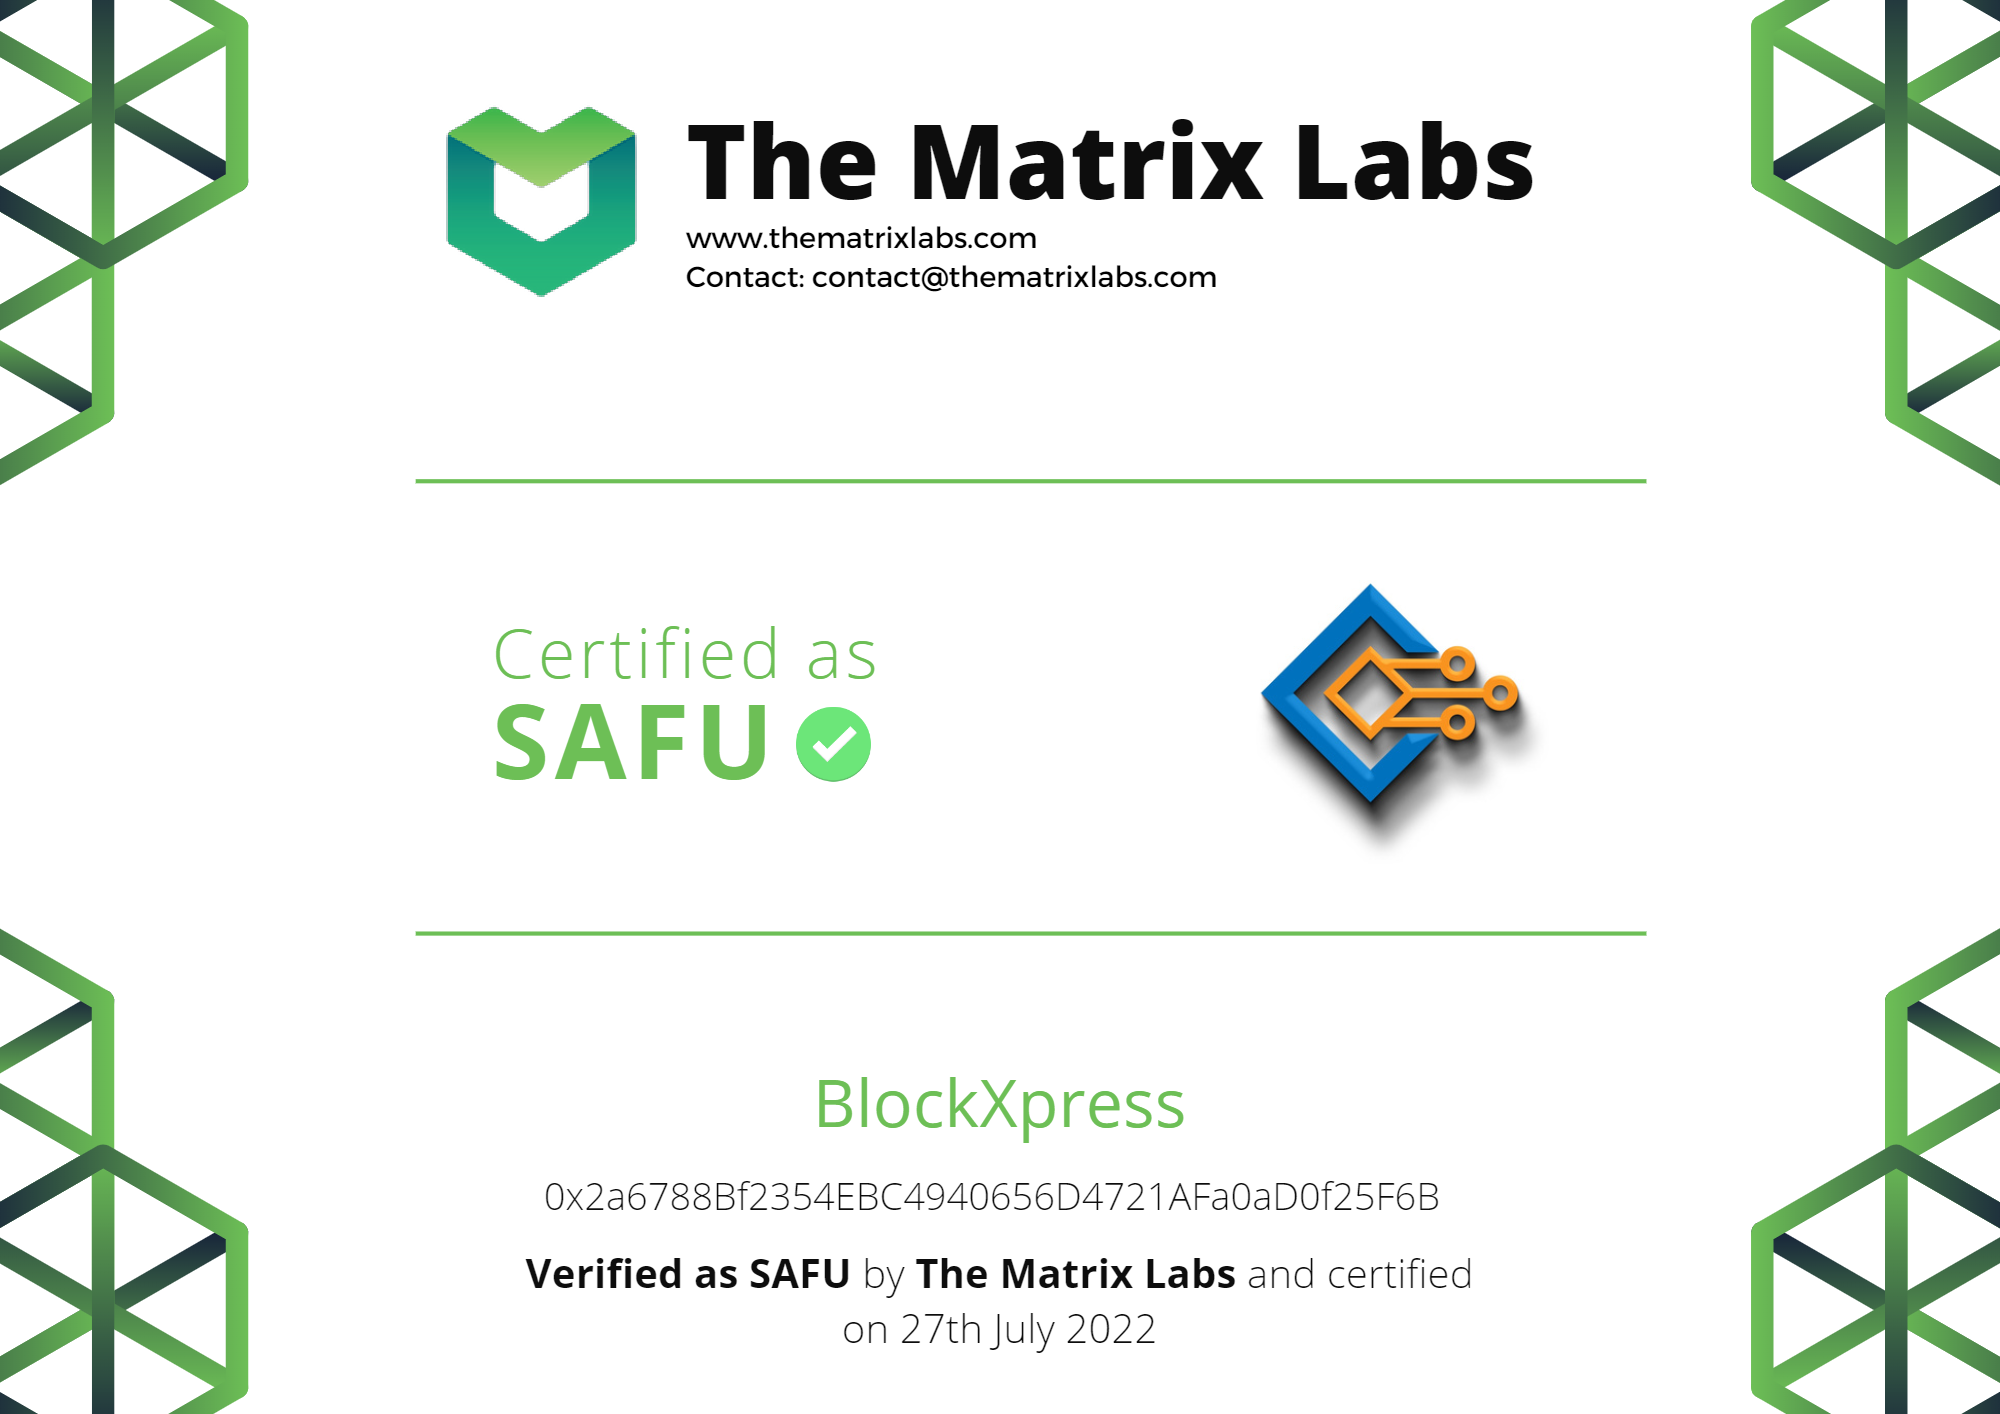 The Matrix Labs
www.thematrixlabs.com
Contact: contact@thematrixlabs.com
Certified as
SAFU
BlockXpress
0x2a6788Bf2354EBC4940656D4721AFa0aD0f25F6B
Verified as SAFU by The Matrix Labs and certified
on 27th July 2022